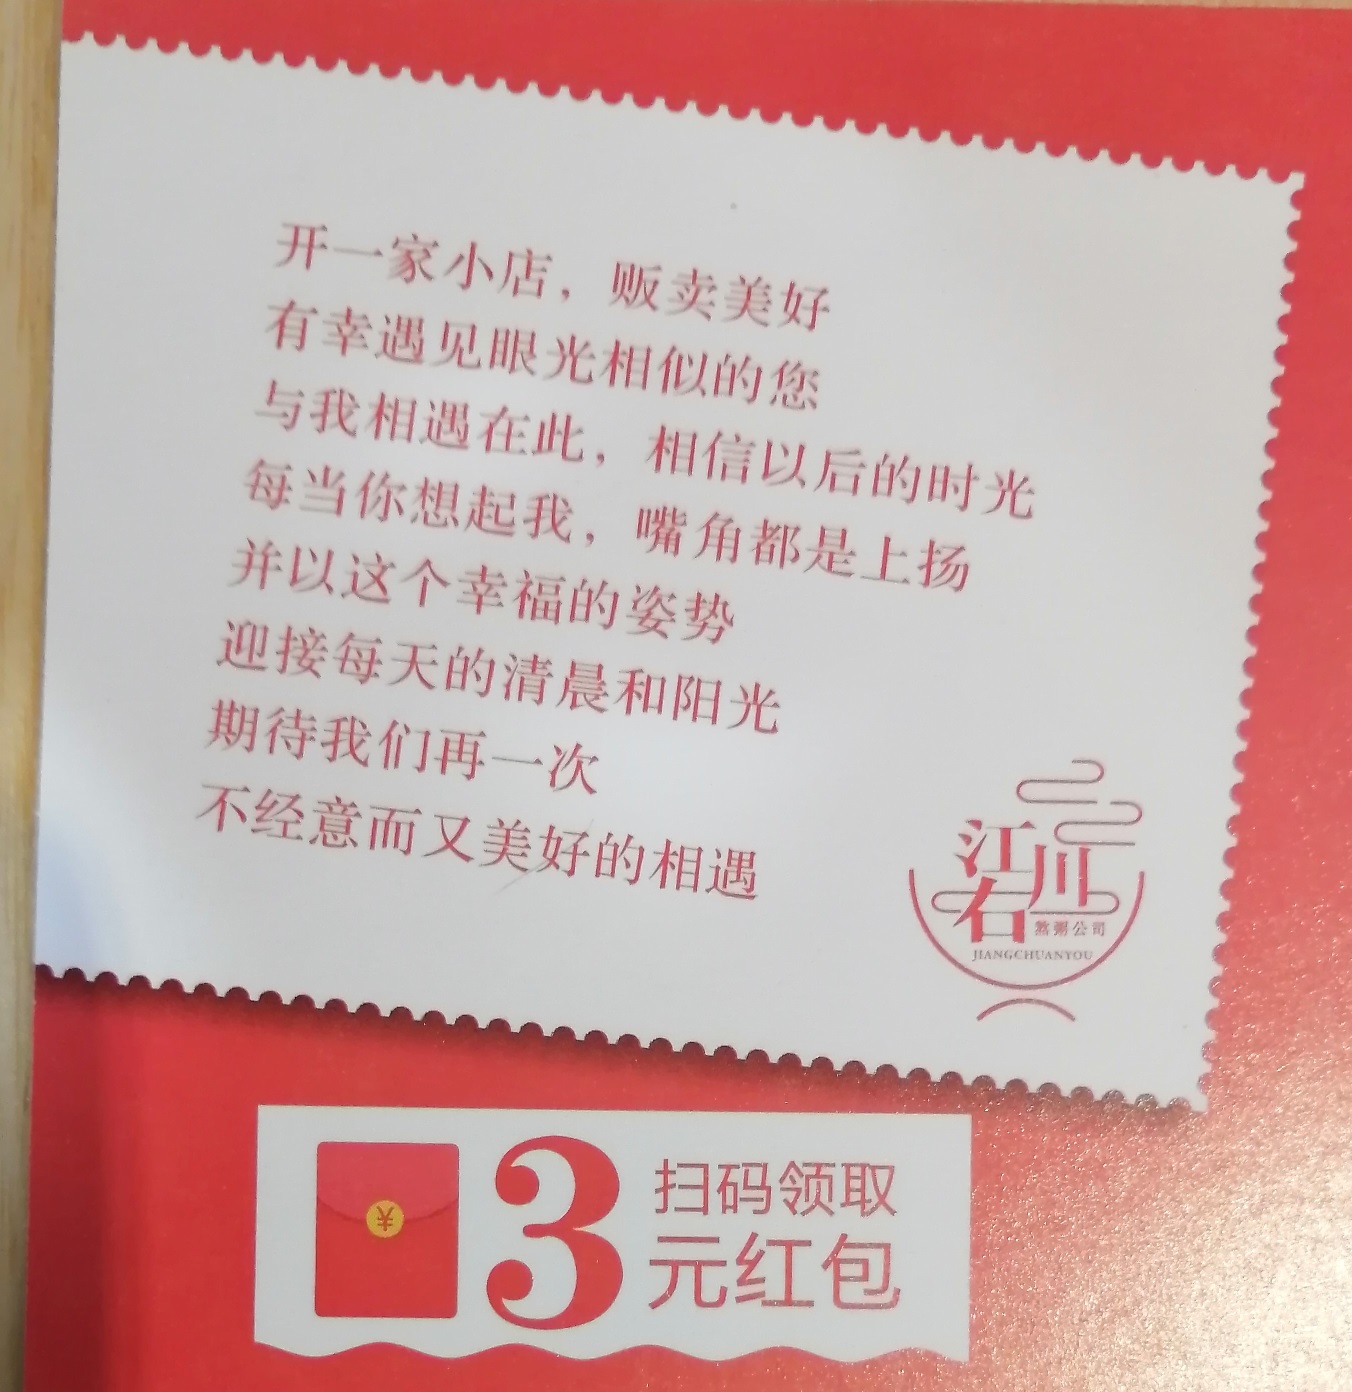 开一家小店，贩卖美好
有幸遇见眼光相似的您
与我相遇在此，相信以后的时光
每当你想起我，嘴角都是上扬
并以这个幸福的姿势
迎接每天的清晨和阳光
期待我们再一次
不经意而又美好的相遇
江川
右
熬粥公司
JIANGCHUANYOU
¥
3
扫码领取
元红包